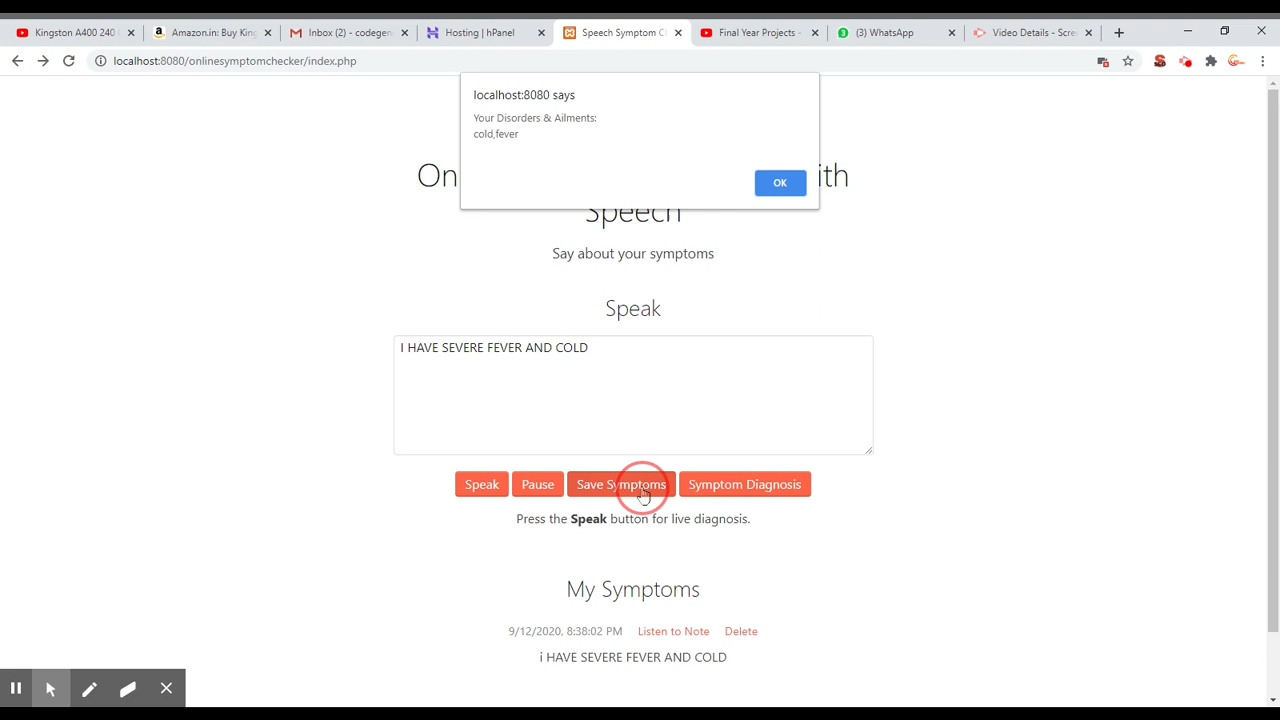 Kingston A400 240 G
Amazon.in: Buy King
Inbox (2) - codegen
Hosting | hPanel
Speech Symptom C
Final Year Projects -
(3) WhatsApp
Video Details - Scre
localhost:8080/onlinesymptomchecker/index.php
localhost:8080 says
Your Disorders & Ailments:
cold,fever
OK
On ith
Speech
Say about your symptoms
Speak
I HAVE SEVERE FEVER AND COLD
Speak Pause Save Symptoms Symptom Diagnosis
Press the Speak button for live diagnosis.
My Symptoms
9/12/2020, 8:38:02 PM Listen to Note Delete
i HAVE SEVERE FEVER AND COLD